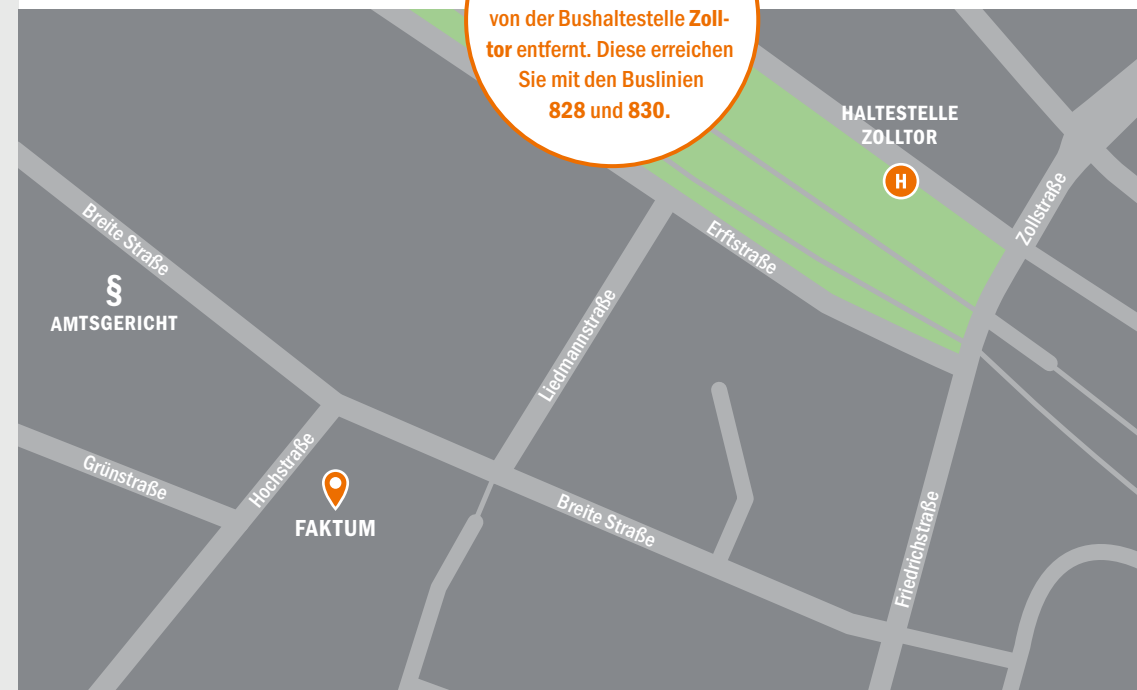 von der Bushaltestelle Zoll-
tor entfernt. Diese erreichen
Sie mit den Buslinien
828 und 830.
HALTESTELLE
ZOLLTOR
H
Zollstraße
Breite Straße
Erftstraße
§
AMTSGERICHT
Liedmannstraße
Grünstraße
Hochstraße
FAKTUM
Breite Straße
Friedrichstraße